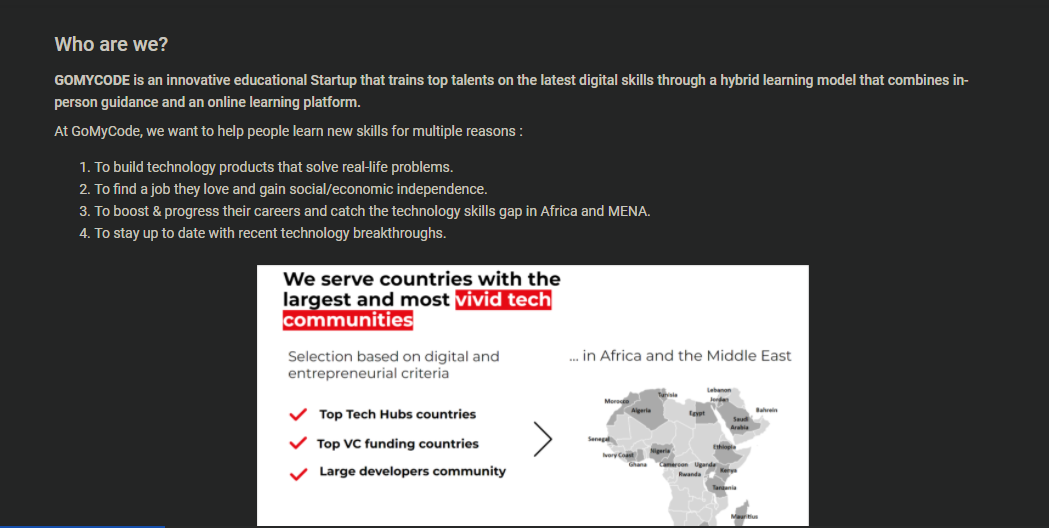 Who are we?
GOMYCODE is an innovative educational Startup that trains top talents on the latest digital skills through a hybrid learning model that combines in-
person guidance and an online learning platform.
At GoMyCode, we want to help people learn new skills for multiple reasons :
1. To build technology products that solve real-life problems.
2. To find a job they love and gain social/economic independence.
3. To boost & progress their careers and catch the technology skills gap in Africa and MENA.
4. To stay up to date with recent technology breakthroughs.
We serve countries with the
largest and most vivid tech
communities
Selection based on digital and
entrepreneurial criteria
Top Tech Hubs countries
Top VC funding countries
Large developers community
... in Africa and the Middle East
Lebanon
Tunisia
Jordan
Morocco
Algeria
Egypt
Bahrein
Saudi
Arabia
Senegal
Ethiopia
Nigeria
Ivory Coast
Ghana
Cameroon
Uganda
Kenya
Rwanda
Tanzania
Mauritius